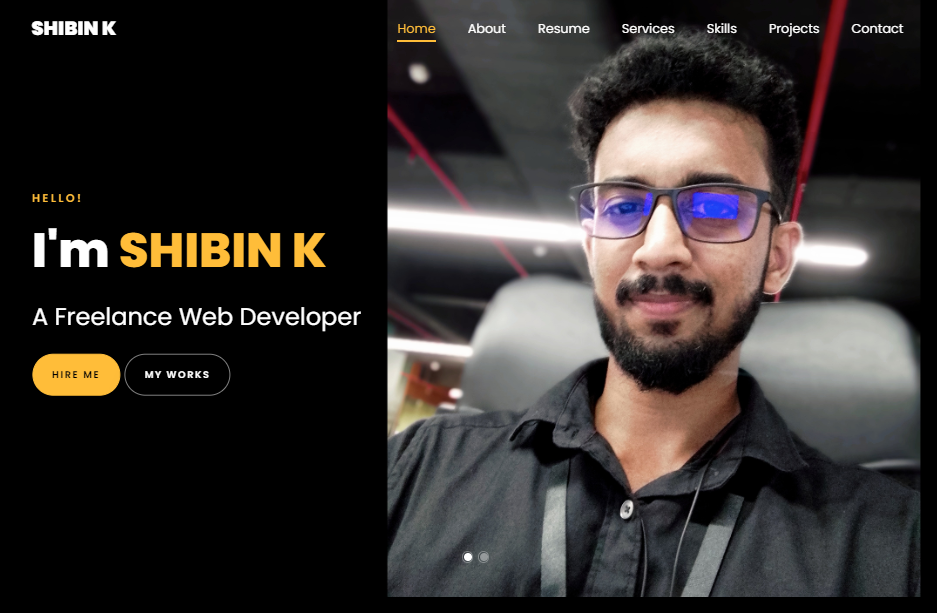 SHIBIN K
Home About Resume Services Skills Projects Contact
HELLO!
I'm SHIBIN K
A Freelance Web Developer
HIRE ME MY WORKS